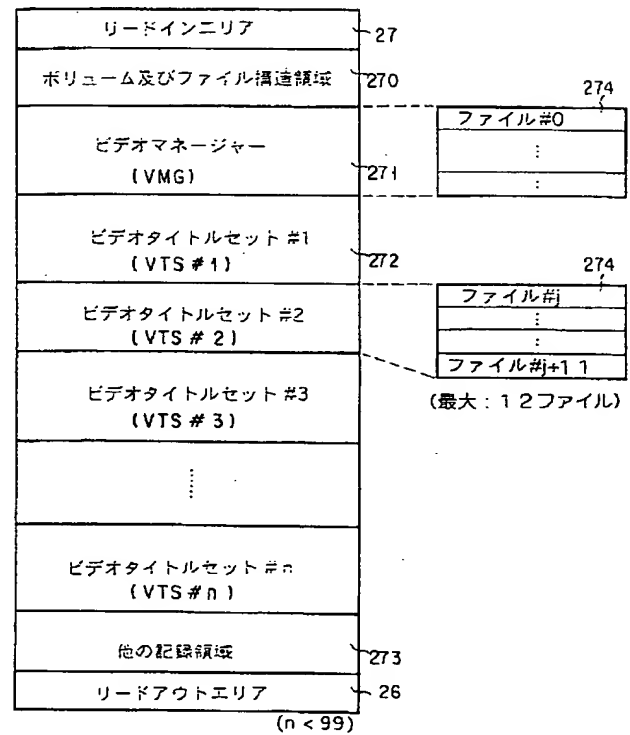 リードインエリア
27
ボリューム及びファイル構造領域
270
ビデオマネージャー
(VMG)
271
274
ファイル#0
:
:
ビデオタイトルセット #1
(VTS #1)
272
ビデオタイトルセット #2
(VTS # 2)
274
ファイル#j
:
:
ファイル#j+11
(最大:12ファイル)
ビデオタイトルセット #3
(VTS # 3)
ビデオタイトルセット #n
(VTS #n)
他の記録領域
273
リードアウトエリア
26
(n < 99)